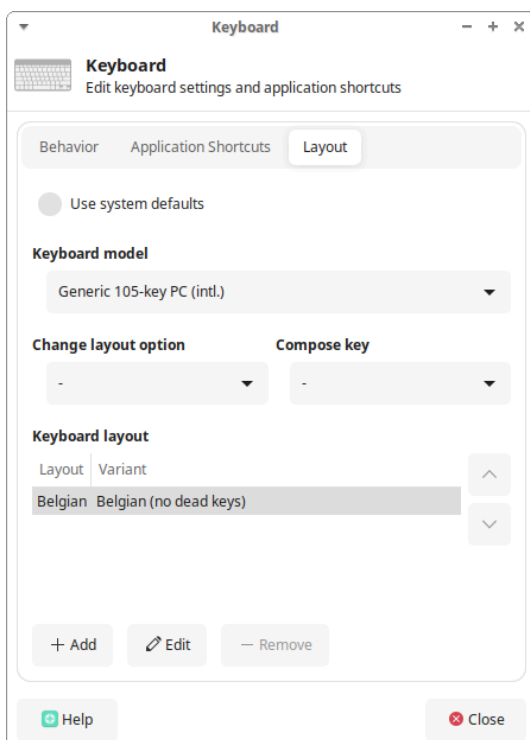 Keyboard
Keyboard
Edit keyboard settings and application shortcuts
Behavior Application Shortcuts Layout
Use system defaults
Keyboard model
Generic 105-key PC (intl.)
Change layout option Compose key
- -
Keyboard layout
Layout Variant
Belgian Belgian (no dead keys)
Add Edit Remove
Help Close